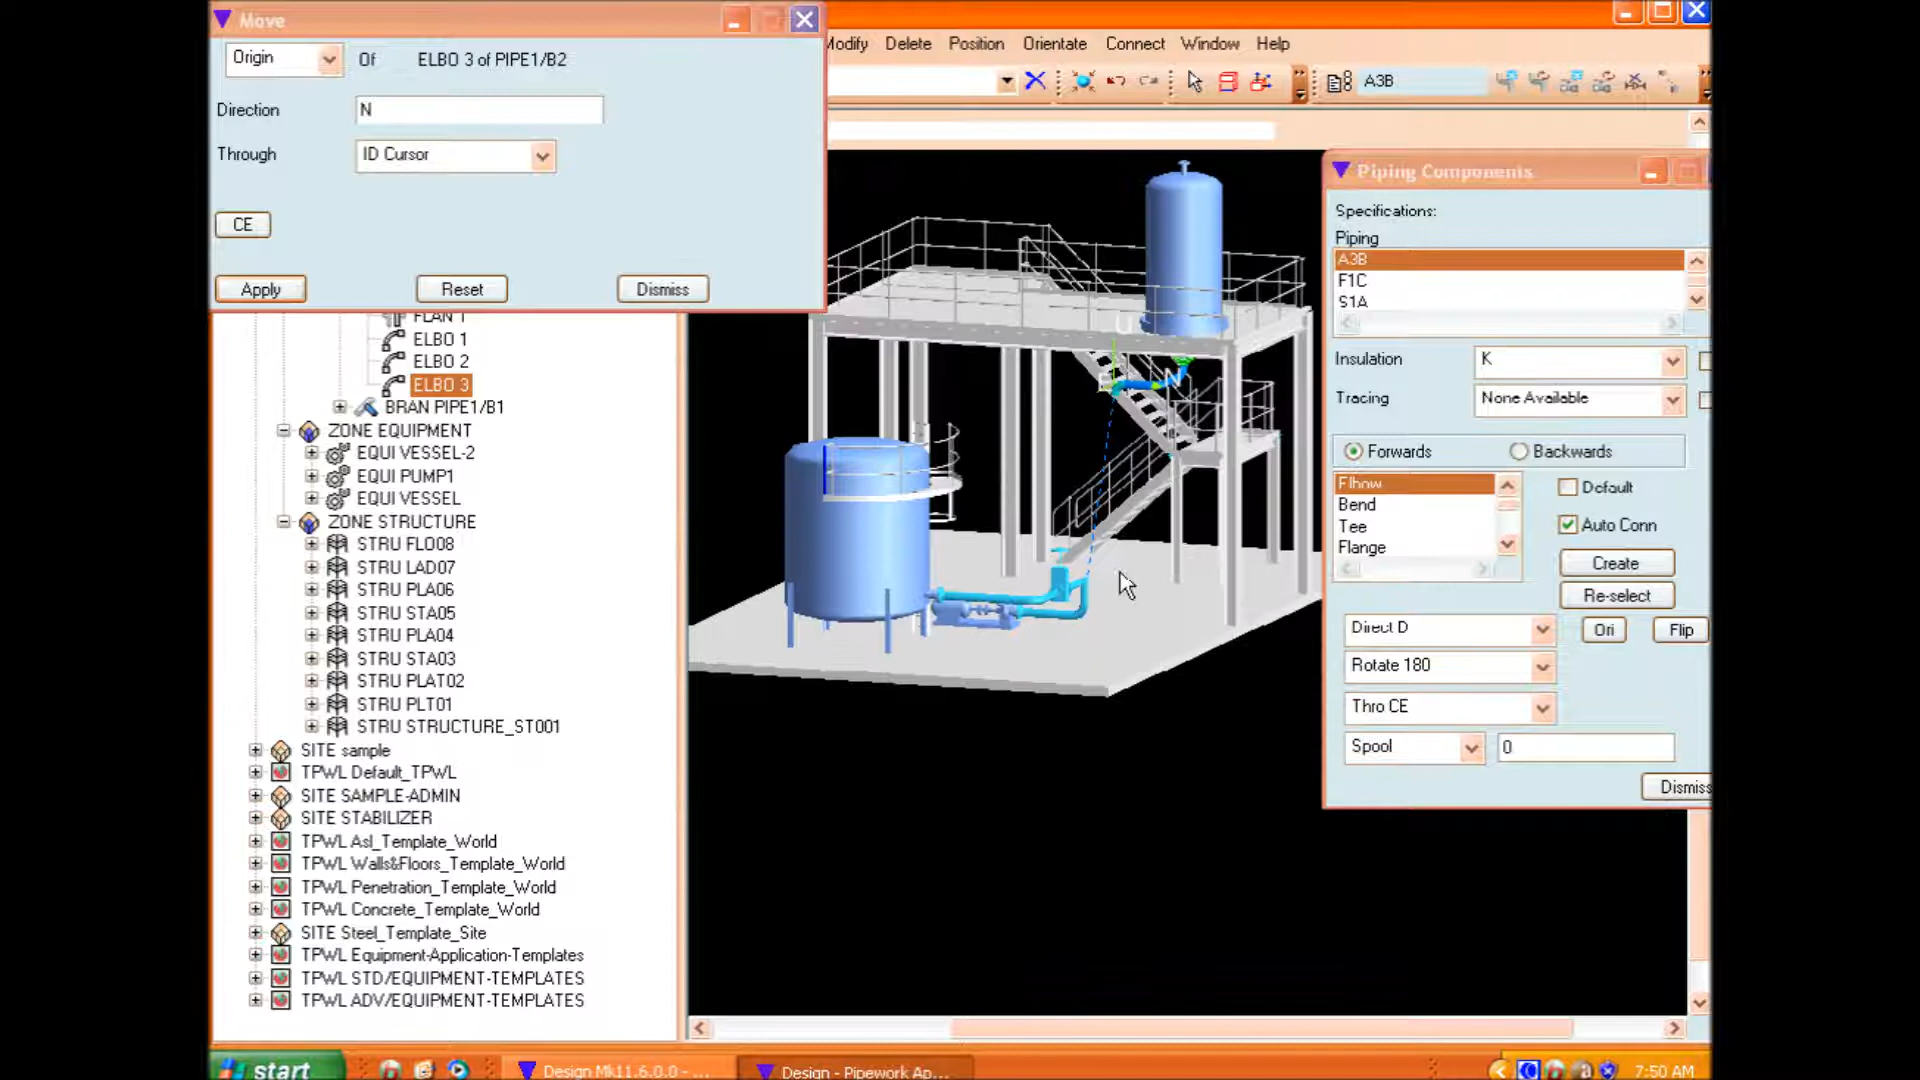 Move
Origin Of ELBO 3 of PIPE1/B2
Direction N
Through ID Cursor
CE
Apply Reset Dismiss
Modify Delete Position Orientate Connect Window Help
A3B
FLAN 1
ELBO 1
ELBO 2
ELBO 3
BRAN PIPE1/B1
ZONE EQUIPMENT
EQUI VESSEL-2
EQUI PUMP1
EQUI VESSEL
ZONE STRUCTURE
STRU FLO08
STRU LAD07
STRU PLA06
STRU STA05
STRU PLA04
STRU STA03
STRU PLAT02
STRU PLT01
STRU STRUCTURE_ST001
SITE sample
TPWL Default_TPWL
SITE SAMPLE-ADMIN
SITE STABILIZER
TPWL Asl_Template_World
TPWL Walls&Floors_Template_World
TPWL Penetration_Template_World
TPWL Concrete_Template_World
SITE Steel_Template_Site
TPWL Equipment-Application-Templates
TPWL STD/EQUIPMENT-TEMPLATES
TPWL ADV/EQUIPMENT-TEMPLATES
U
E
N
Piping Components
Specifications:
Piping
A3B
F1C
S1A
Insulation K
Tracing None Available
Forwards Backwards
Elbow
Bend
Tee
Flange
Default
Auto Conn
Create
Re-select
Direct D Ori Flip
Rotate 180
Thro CE
Spool 0
Dismiss
start Design Mk11.6.0.0 - ... Design - Pipework Ap... 7:50 AM